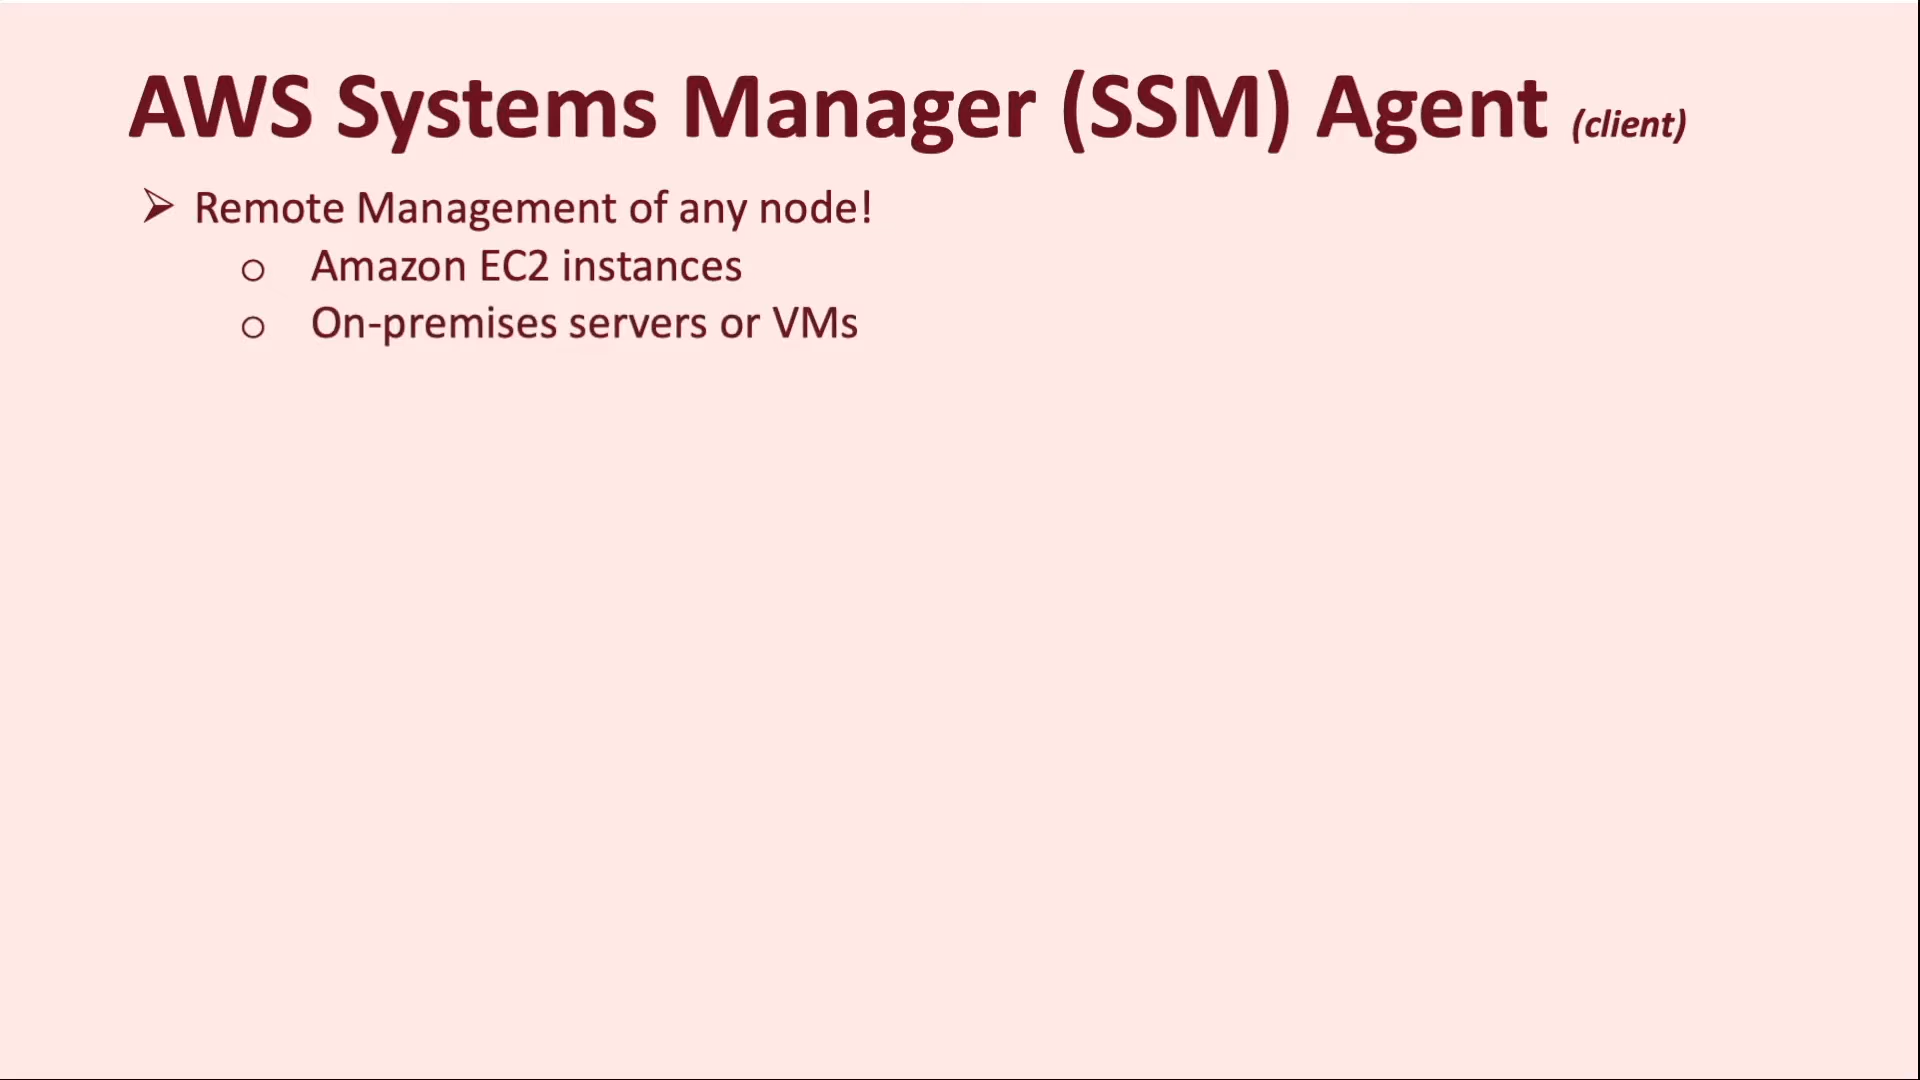 AWS Systems Manager (SSM) Agent (client)
➢ Remote Management of any node!
o Amazon EC2 instances
o On-premises servers or VMs